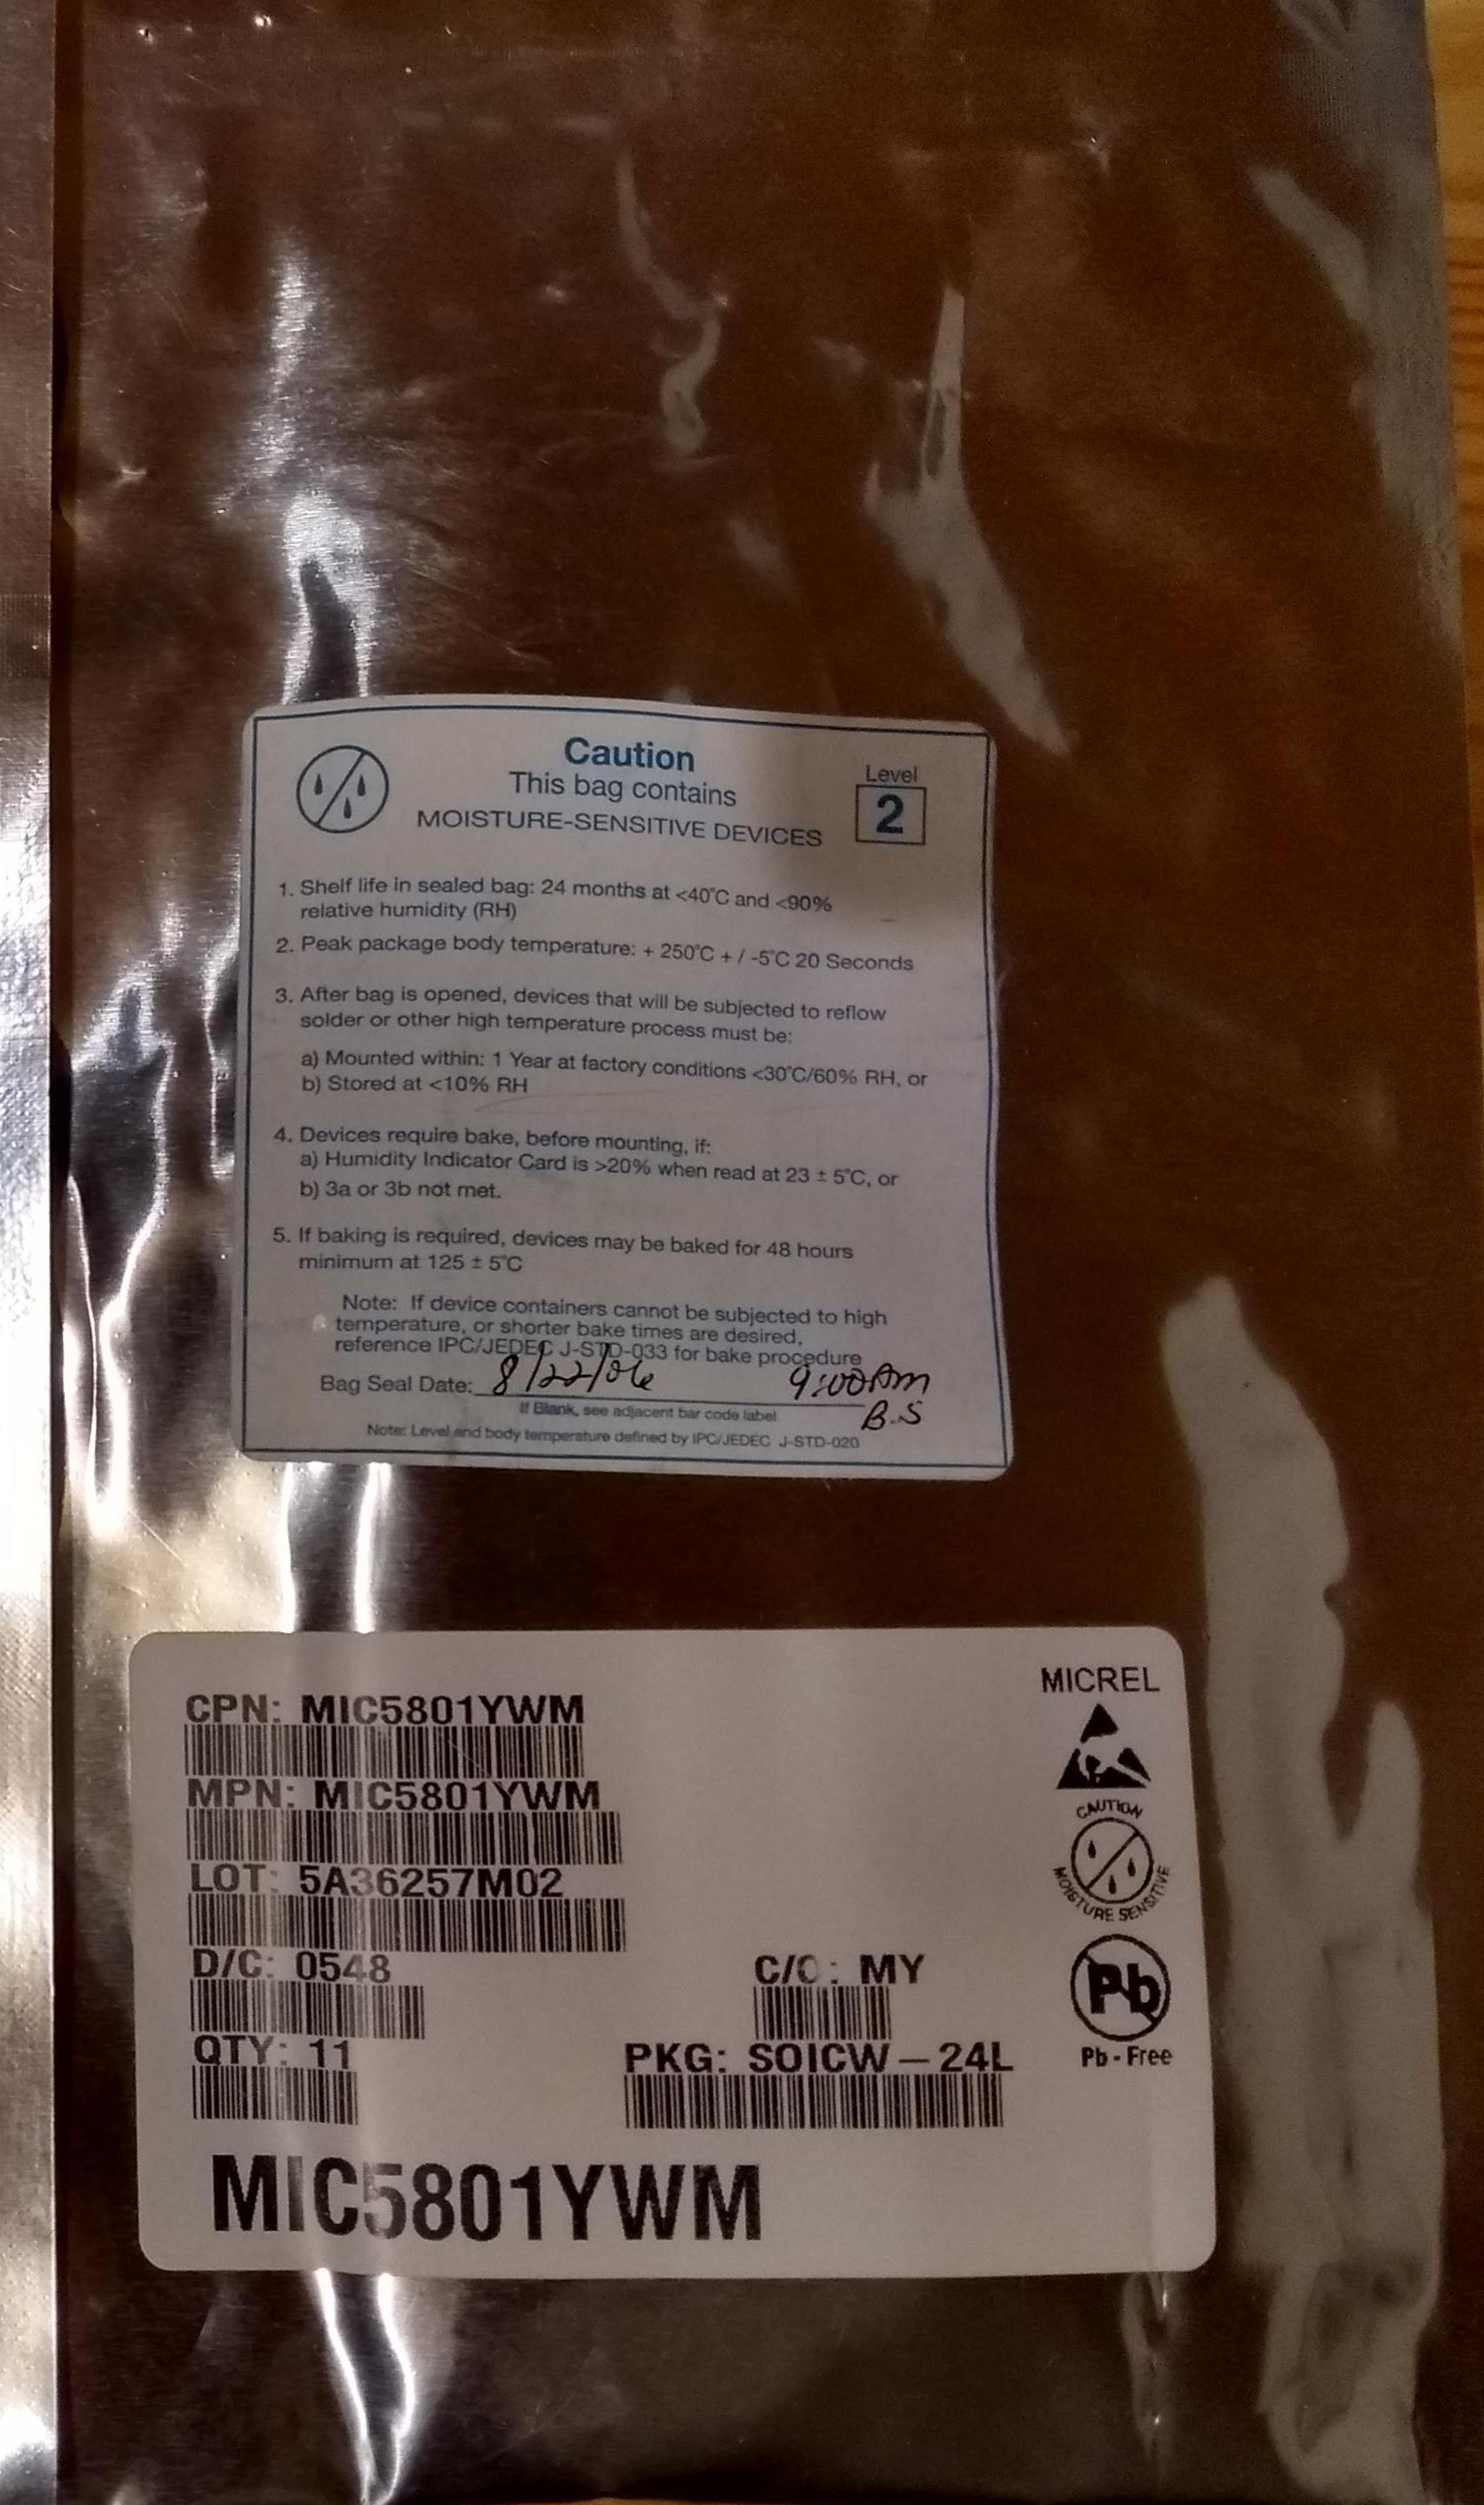 Caution
This bag contains
MOISTURE-SENSITIVE DEVICES
Level
2
1. Shelf life in sealed bag: 24 months at <40°C and <90%
relative humidity (RH)
2. Peak package body temperature: + 250°C + / -5°C 20 Seconds
3. After bag is opened, devices that will be subjected to reflow
solder or other high temperature process must be:
a) Mounted within: 1 Year at factory conditions <30°C/60% RH, or
b) Stored at <10% RH
4. Devices require bake, before mounting, if:
a) Humidity Indicator Card is >20% when read at 23 ± 5°C, or
b) 3a or 3b not met.
5. If baking is required, devices may be baked for 48 hours
minimum at 125 ± 5°C
Note: If device containers cannot be subjected to high
temperature, or shorter bake times are desired,
reference IPC/JEDEC J-STD-033 for bake procedure
Bag Seal Date: 8/22/06 9:00Am
If Blank, see adjacent bar code label
B.S
Note: Level and body temperature defined by IPC/JEDEC J-STD-020
MICREL
CPN: MIC5801YWM
MPN: MIC5801YWM
CAUTION
MOISTURE SENSITIVE
LOT: 5A36257M02
D/C: 0548
C/O: MY
Pb
QTY: 11
PKG: SOICW-24L
Pb-Free
MIC5801YWM